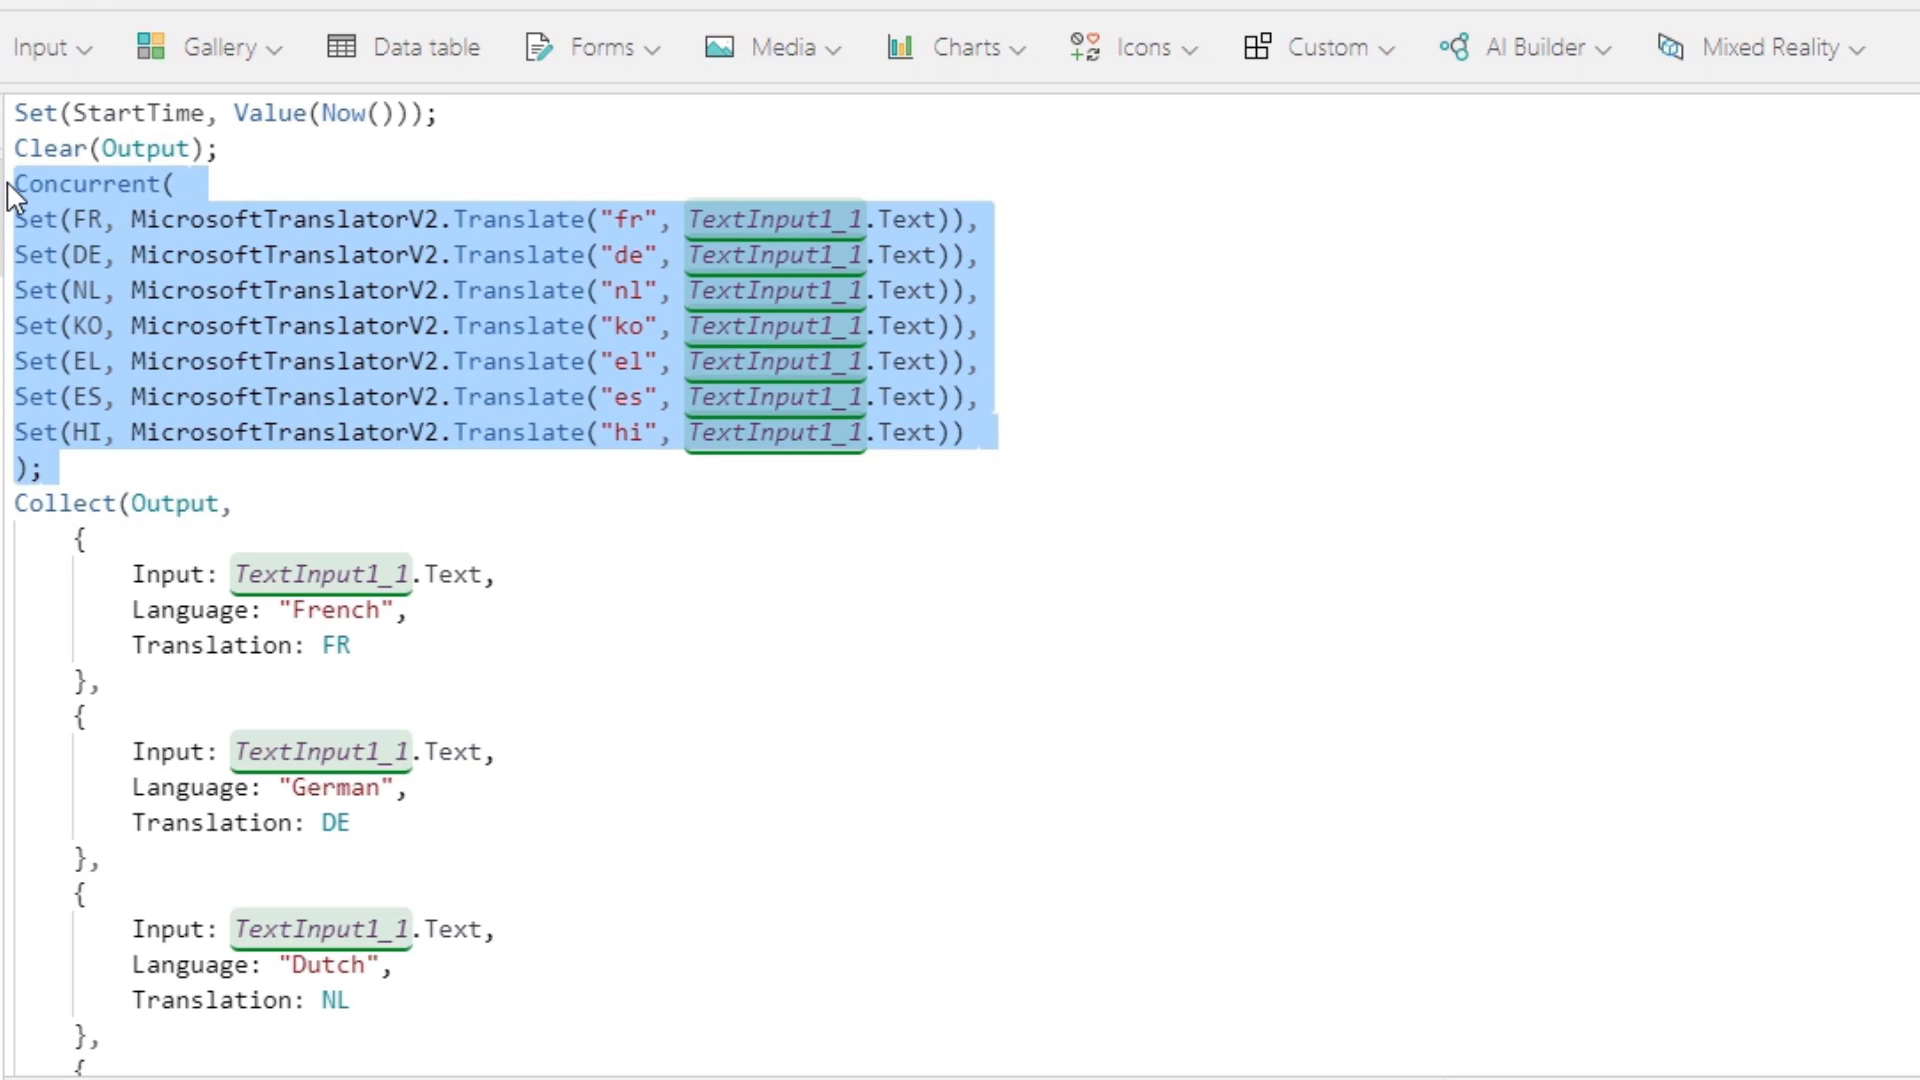 Input Gallery Data table Forms Media Charts Icons Custom AI Builder Mixed Reality
Set(StartTime, Value(Now()));
Clear(Output);
Concurrent(
Set(FR, MicrosoftTranslatorV2.Translate("fr", TextInput1_1.Text)),
Set(DE, MicrosoftTranslatorV2.Translate("de", TextInput1_1.Text)),
Set(NL, MicrosoftTranslatorV2.Translate("nl", TextInput1_1.Text)),
Set(KO, MicrosoftTranslatorV2.Translate("ko", TextInput1_1.Text)),
Set(EL, MicrosoftTranslatorV2.Translate("el", TextInput1_1.Text)),
Set(ES, MicrosoftTranslatorV2.Translate("es", TextInput1_1.Text)),
Set(HI, MicrosoftTranslatorV2.Translate("hi", TextInput1_1.Text))
);
Collect(Output,
{
Input: TextInput1_1.Text,
Language: "French",
Translation: FR
},
{
Input: TextInput1_1.Text,
Language: "German",
Translation: DE
},
{
Input: TextInput1_1.Text,
Language: "Dutch",
Translation: NL
},
{